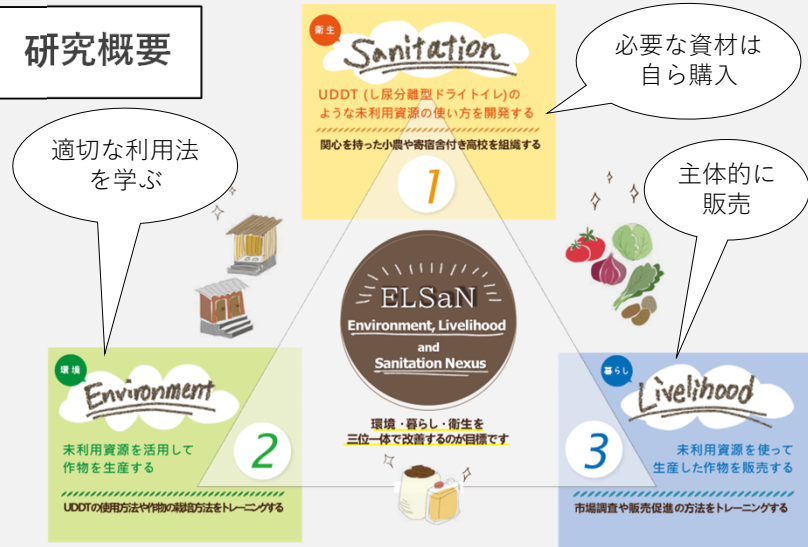 研究概要
衛生
Sanitation
UDDT (し尿分離型ドライトイレ)の
ような未利用資源の使い方を開発する
関心を持った小農や寄宿舎付き高校を組織する
1
必要な資材は
自ら購入
適切な利用法
を学ぶ
主体的に
販売
ELSaN
Environment, Livelihood
and
Sanitation Nexus
環境・暮らし・衛生を
三位一体で改善するのが目標です
環境
Environment
未利用資源を活用して
作物を生産する
UDDTの使用方法や作物の栽培方法をトレーニングする
2
暮らし
Livelihood
未利用資源を使って
生産した作物を販売する
市場調査や販売促進の方法をトレーニングする
3